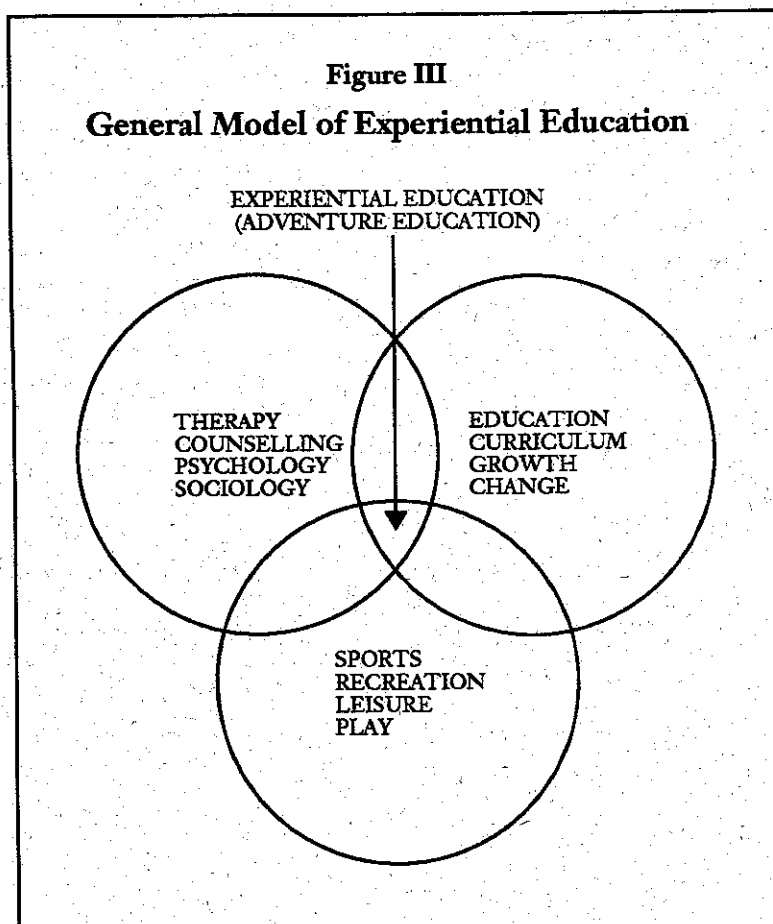 Figure III
General Model of Experiential Education
EXPERIENTIAL EDUCATION
(ADVENTURE EDUCATION)
THERAPY
COUNSELLING
PSYCHOLOGY
SOCIOLOGY
EDUCATION
CURRICULUM
GROWTH
CHANGE
SPORTS
RECREATION
LEISURE
PLAY